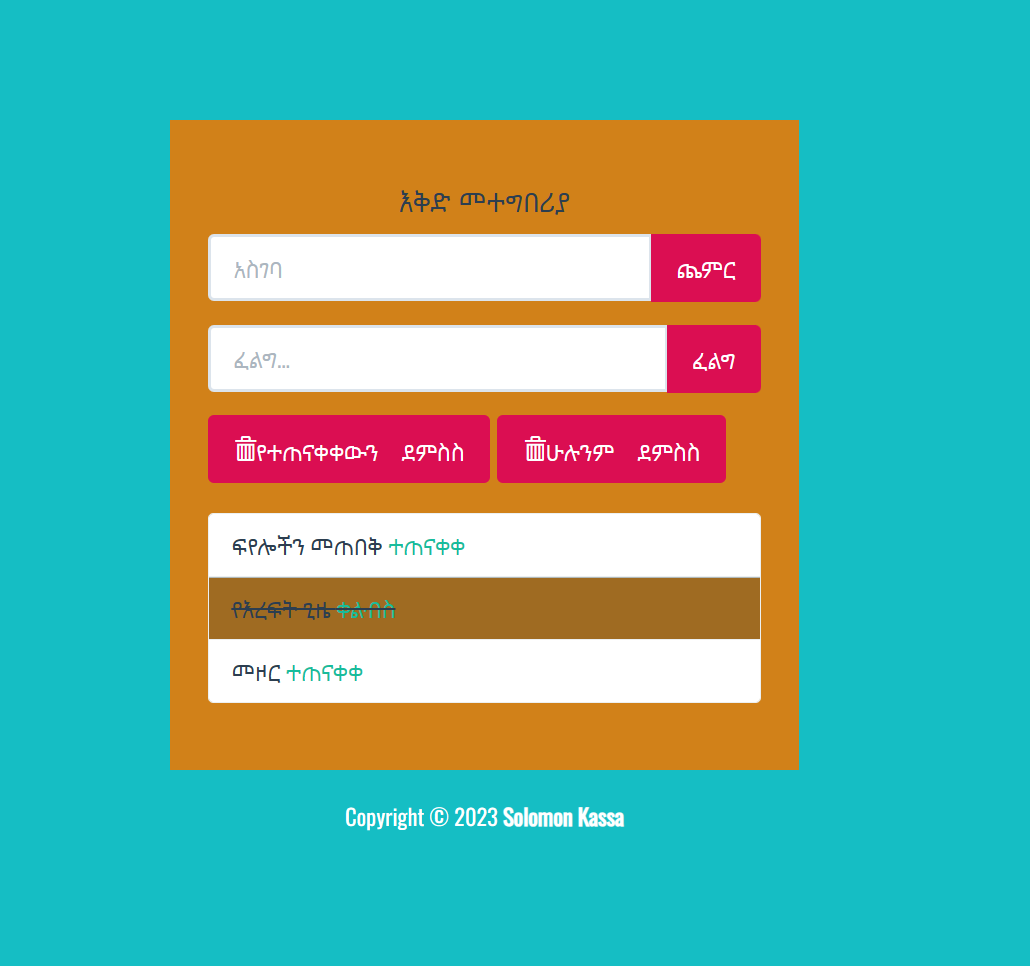 እቅድ መተግበሪያ
አስገባ ጨምር
ፈልግ... ፈልግ
የተጠናቀቀውን ደምስስ ሁሉንም ደምስስ
ፍየሎችን መጠበቅ ተጠናቀቀ
የእረፍት ጊዜ ቀልብስ
መዞር ተጠናቀቀ
Copyright © 2023 Solomon Kassa